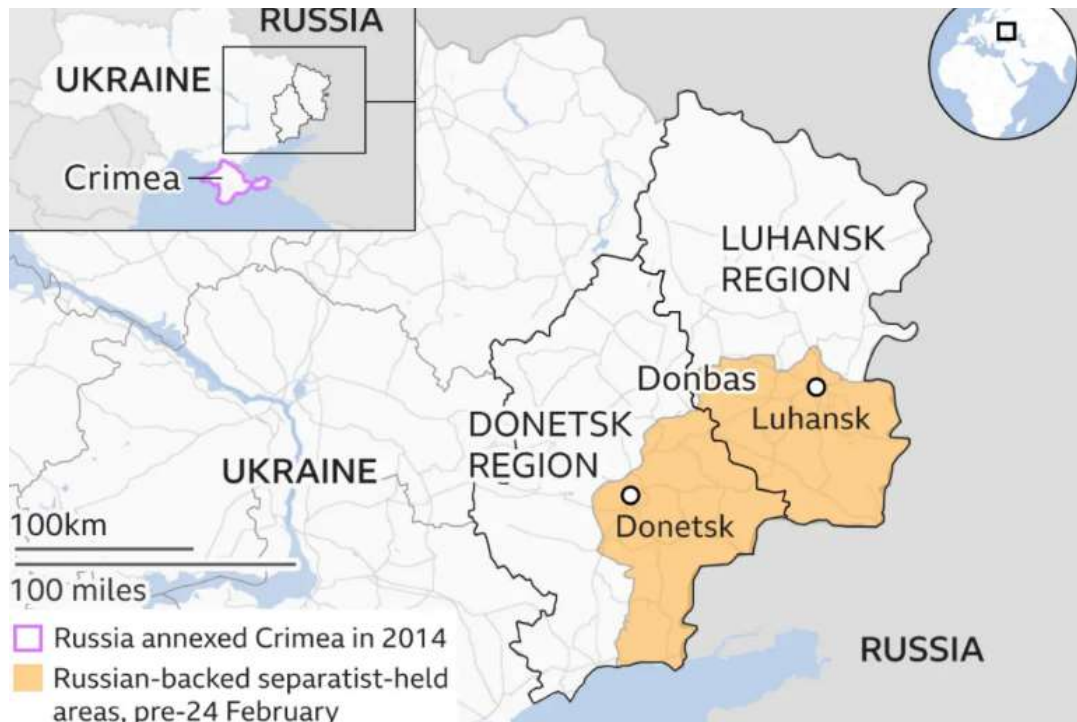 RUSSIA
UKRAINE
Crimea
LUHANSK
REGION
Donbas
Luhansk
DONETSK
REGION
UKRAINE
Donetsk
100km
100 miles
RUSSIA
Russia annexed Crimea in 2014
Russian-backed separatist-held
areas, pre-24 February